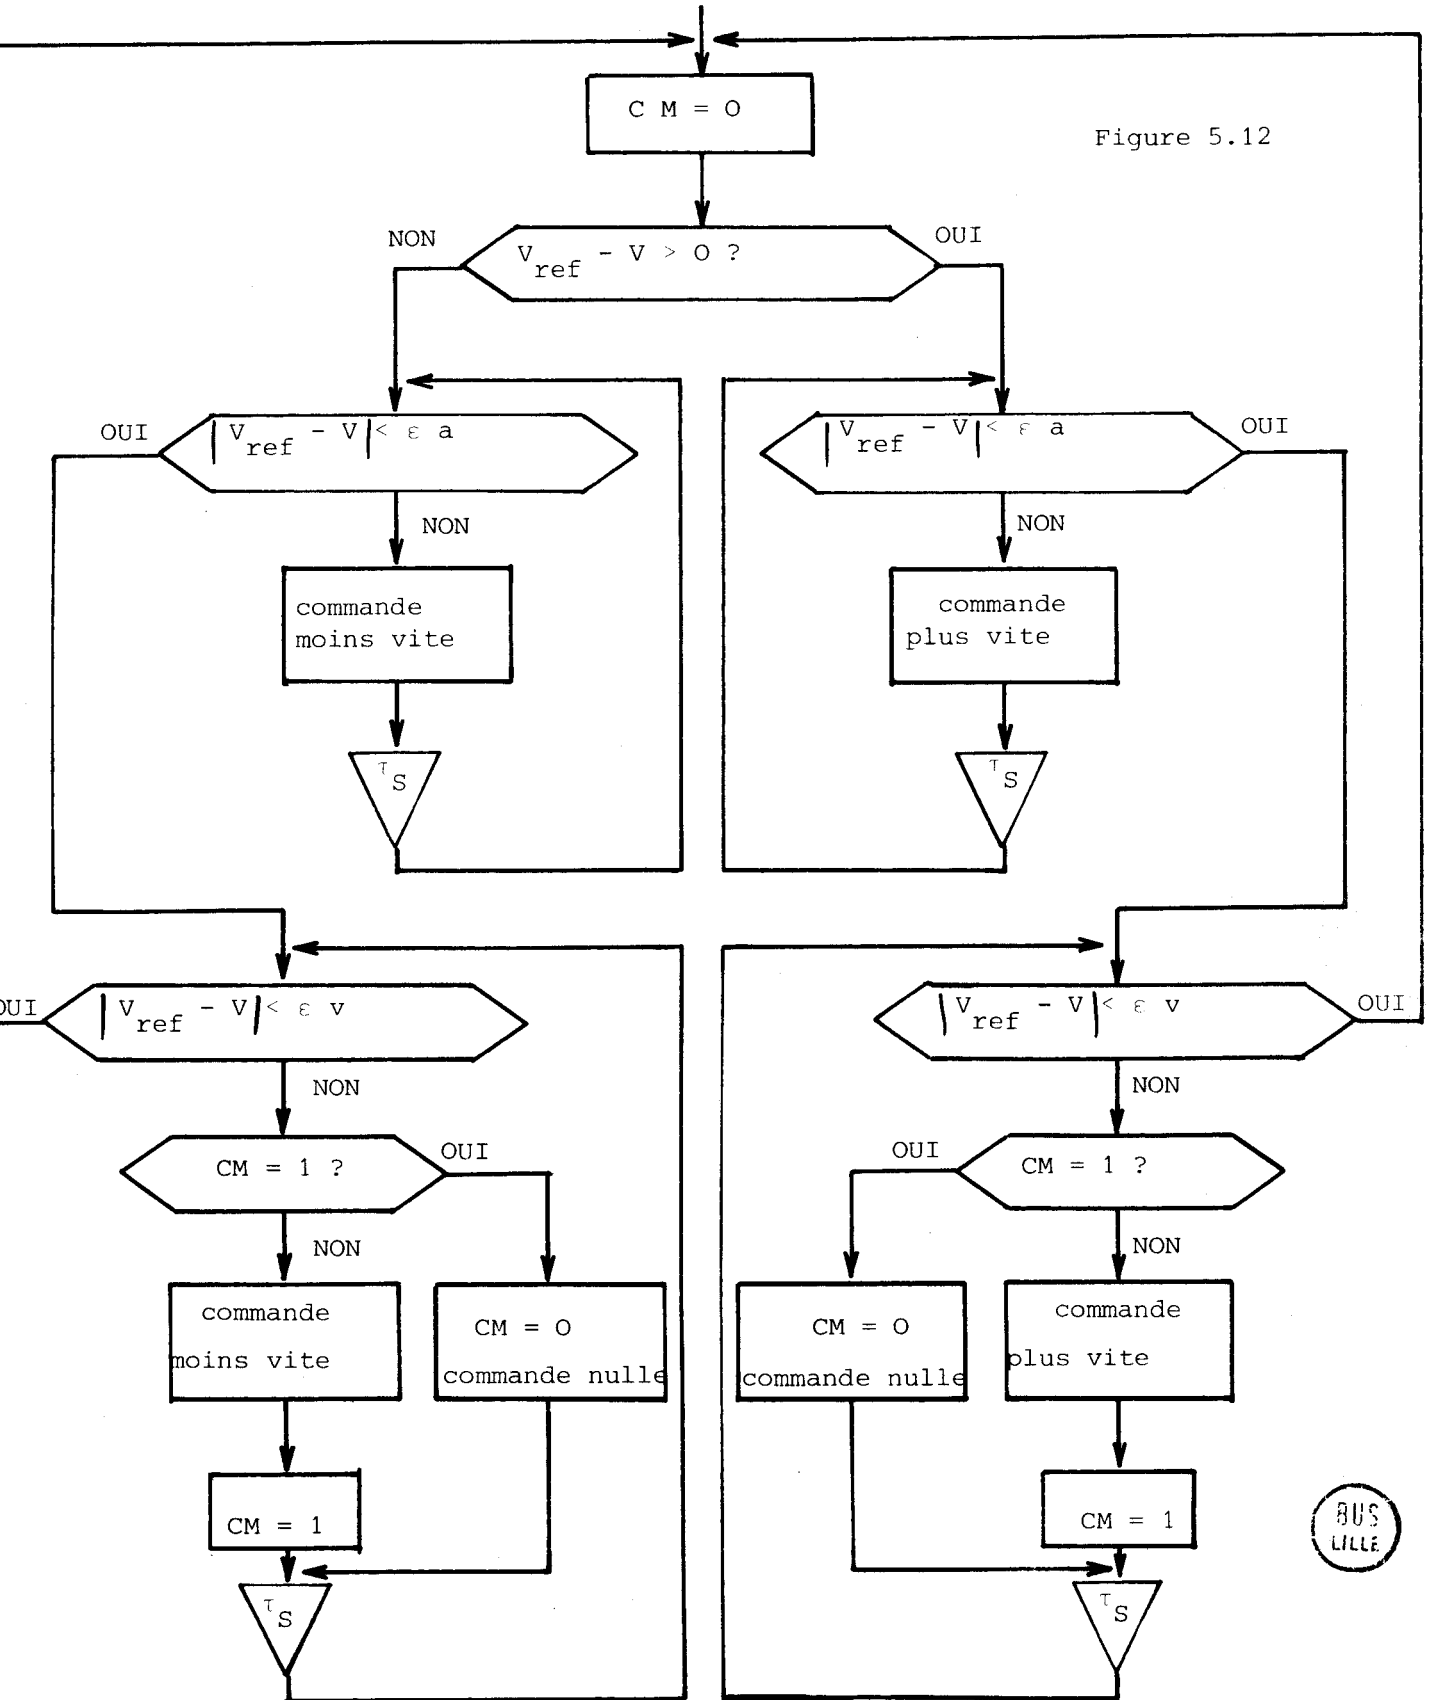 C M = O
Figure 5.12
NON
OUI
V ref - V > O ?
OUI
| V ref - V | < ε a
| V ref - V | < ε a
OUI
NON
NON
commande
moins vite
commande
plus vite
τ S
τ S
OUI
| V ref - V | < ε v
| V ref - V | < ε v
OUI
NON
NON
CM = 1 ?
OUI
OUI
CM = 1 ?
NON
NON
commande
moins vite
CM = O
commande nulle
CM = O
commande nulle
commande
plus vite
CM = 1
CM = 1
BUS
LILLE
τ S
τ S